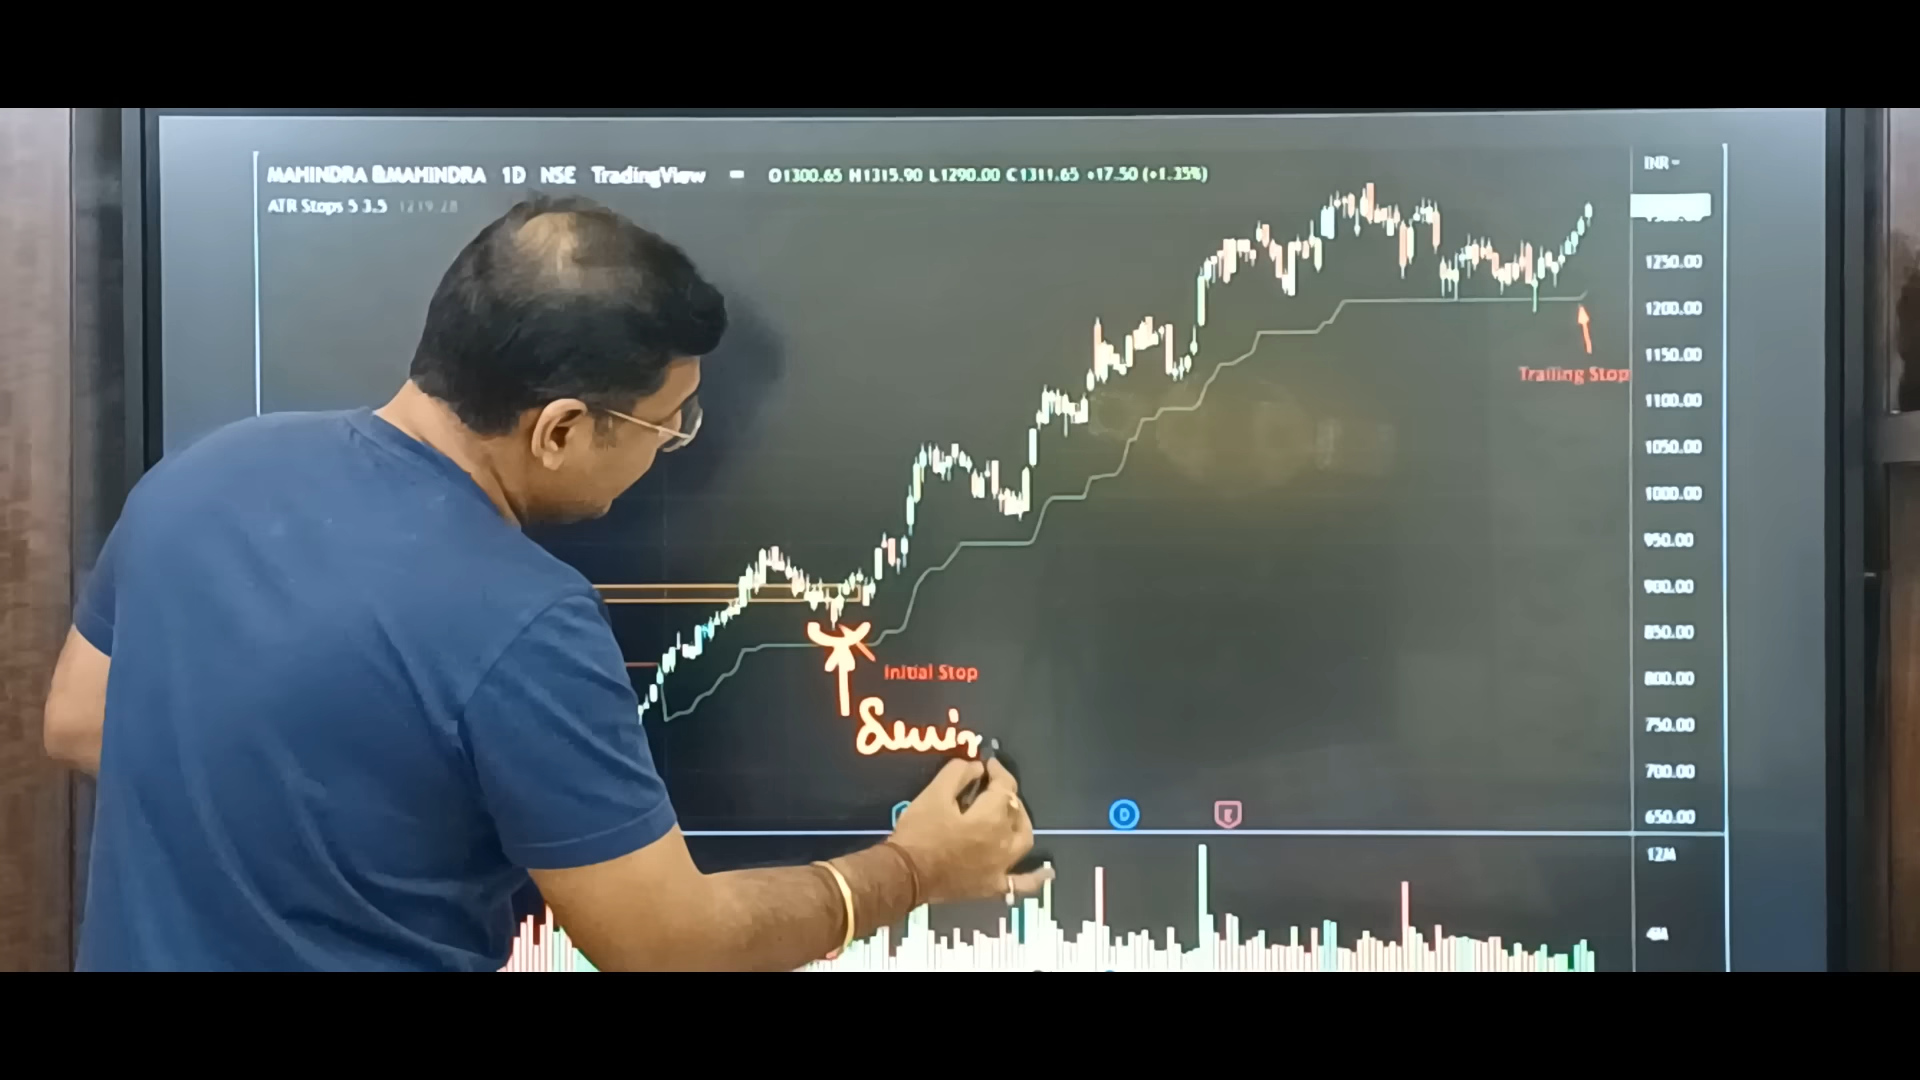 MAHINDRA &MAHINDRA 1D NSE TradingView O1300.65 H1315.90 L1290.00 C1311.65 +17.50 (+1.35%)
INR
ATR Stops 5 3.5 1219.28
1250.00
1200.00
1150.00
Trailing Stop
1100.00
1050.00
1000.00
950.00
900.00
850.00
Initial Stop
800.00
750.00
700.00
D
E
650.00
12M
4M